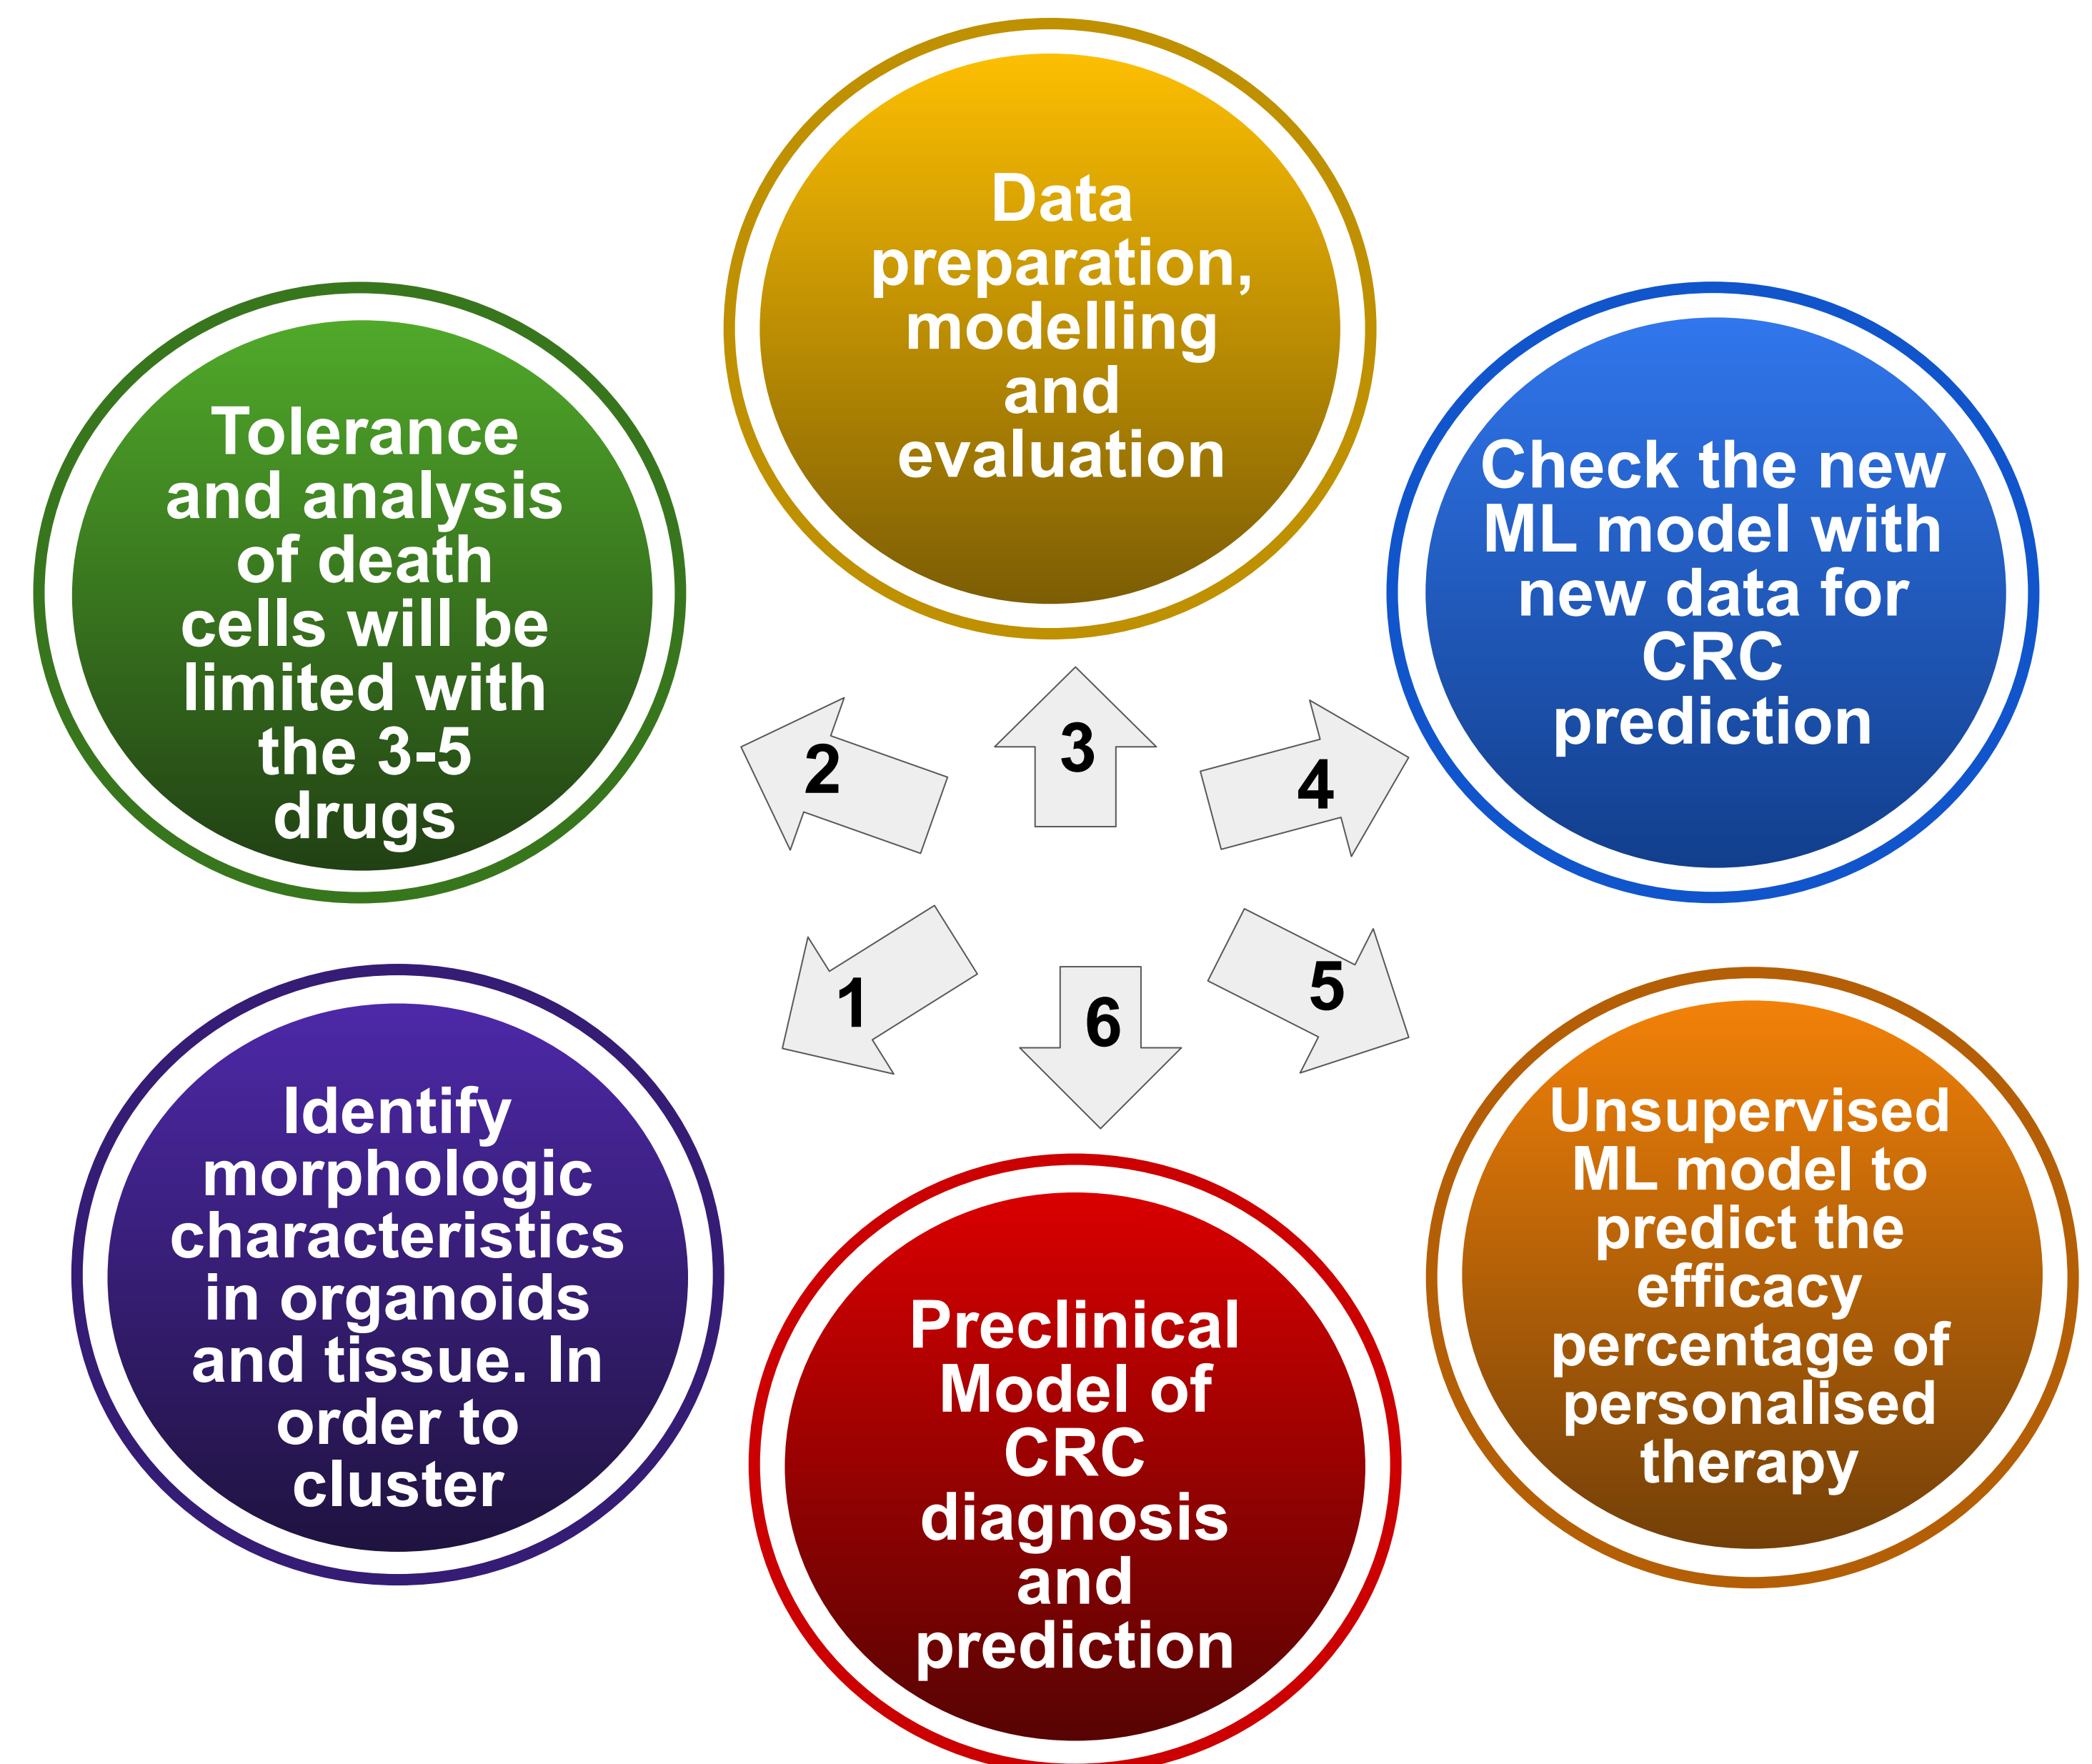 Data
preparation,
modelling
and
evaluation
Tolerance
and analysis
of death
cells will be
limited with
the 3-5
drugs
Check the new
ML model with
new data for
CRC
prediction
2
3
4
1
6
5
Identify
morphologic
characteristics
in organoids
and tissue. In
order to
cluster
Preclinical
Model of
CRC
diagnosis
and
prediction
Unsupervised
ML model to
predict the
efficacy
percentage of
personalised
therapy